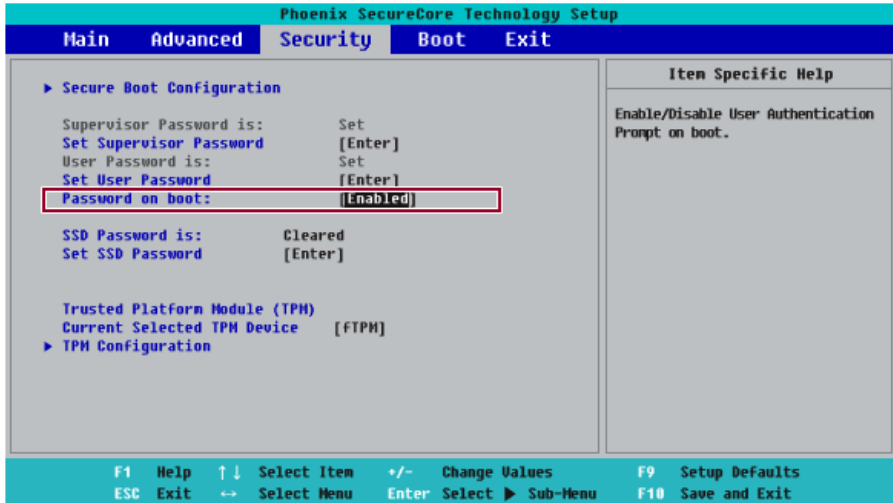 Phoenix SecureCore Technology Setup
Main Advanced Security Boot Exit
Item Specific Help
▶ Secure Boot Configuration
Enable/Disable User Authentication
Prompt on boot.
Supervisor Password is: Set
Set Supervisor Password [Enter]
User Password is: Set
Set User Password [Enter]
Password on boot: [Enabled]
SSD Password is: Cleared
Set SSD Password [Enter]
Trusted Platform Module (TPM)
Current Selected TPM Device [fTPM]
▶ TPM Configuration
F1 Help ↑↓ Select Item +/- Change Values F9 Setup Defaults
ESC Exit ↔ Select Menu Enter Select ▶ Sub-Menu F10 Save and Exit